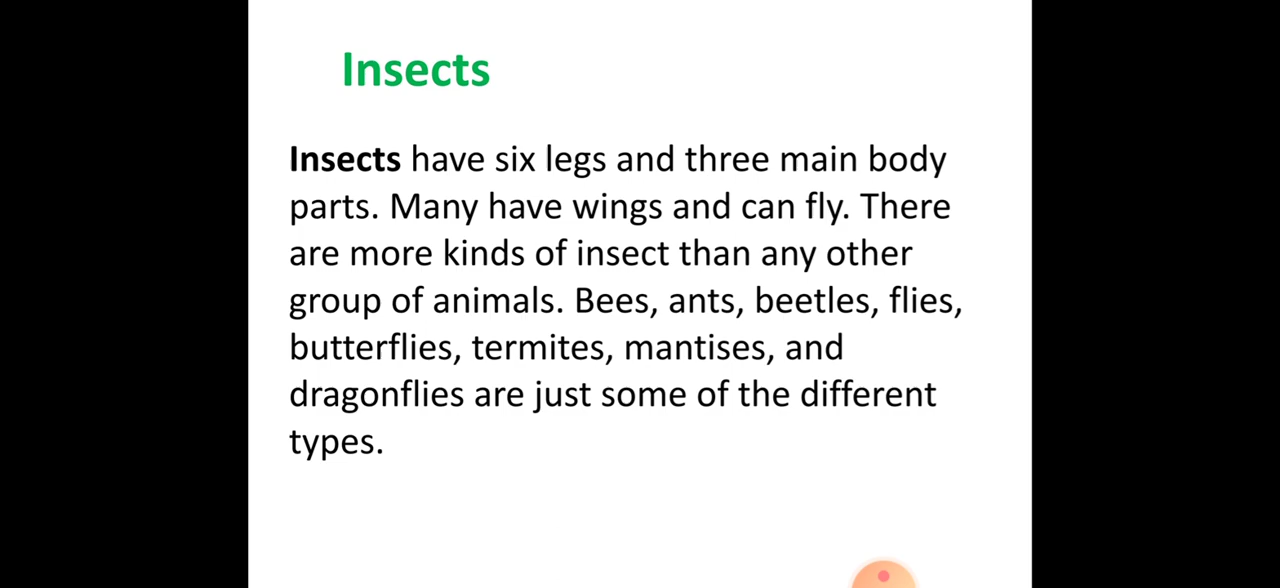 Insects
Insects have six legs and three main body
parts. Many have wings and can fly. There
are more kinds of insect than any other
group of animals. Bees, ants, beetles, flies,
butterflies, termites, mantises, and
dragonflies are just some of the different
types.